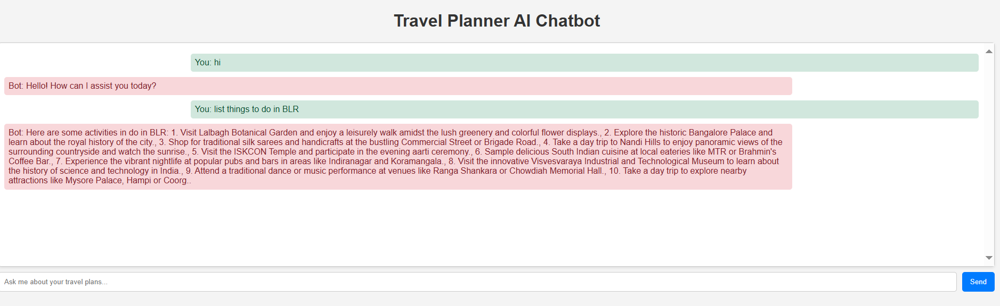 Travel Planner AI Chatbot
You: hi
Bot: Hello! How can I assist you today?
You: list things to do in BLR
Bot: Here are some activities in do in BLR: 1. Visit Lalbagh Botanical Garden and enjoy a leisurely walk amidst the lush greenery and colorful flower displays., 2. Explore the historic Bangalore Palace and
learn about the royal history of the city., 3. Shop for traditional silk sarees and handicrafts at the bustling Commercial Street or Brigade Road., 4. Take a day trip to Nandi Hills to enjoy panoramic views of the
surrounding countryside and watch the sunrise., 5. Visit the ISKCON Temple and participate in the evening aarti ceremony., 6. Sample delicious South Indian cuisine at local eateries like MTR or Brahmin's
Coffee Bar., 7. Experience the vibrant nightlife at popular pubs and bars in areas like Indiranagar and Koramangala., 8. Visit the innovative Visvesvaraya Industrial and Technological Museum to learn about
the history of science and technology in India., 9. Attend a traditional dance or music performance at venues like Ranga Shankara or Chowdiah Memorial Hall., 10. Take a day trip to explore nearby
attractions like Mysore Palace, Hampi or Coorg..
Ask me about your travel plans...
Send